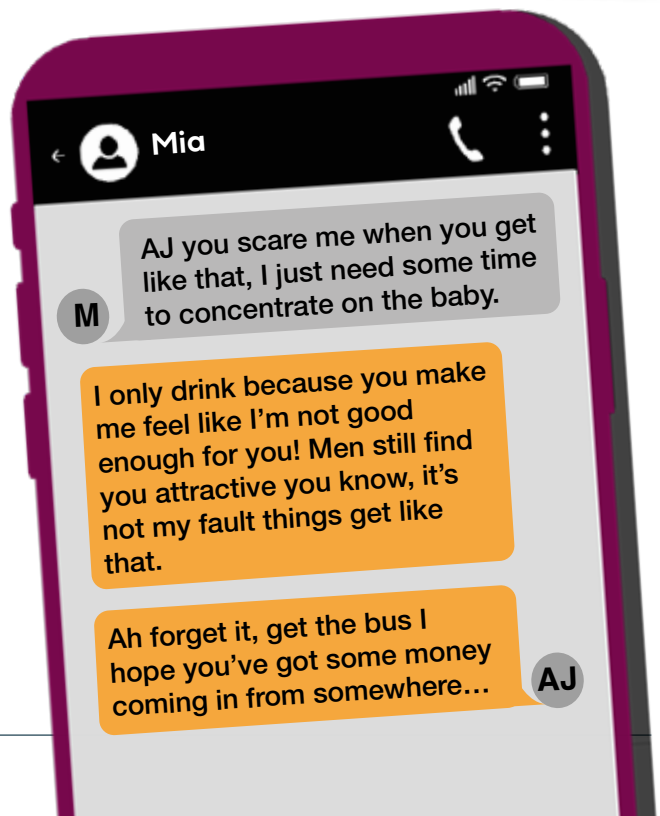 Mia
AJ you scare me when you get
like that, I just need some time
to concentrate on the baby.
M
I only drink because you make
me feel like I’m not good
enough for you! Men still find
you attractive you know, it’s
not my fault things get like
that.
Ah forget it, get the bus I
hope you’ve got some money
coming in from somewhere…
AJ